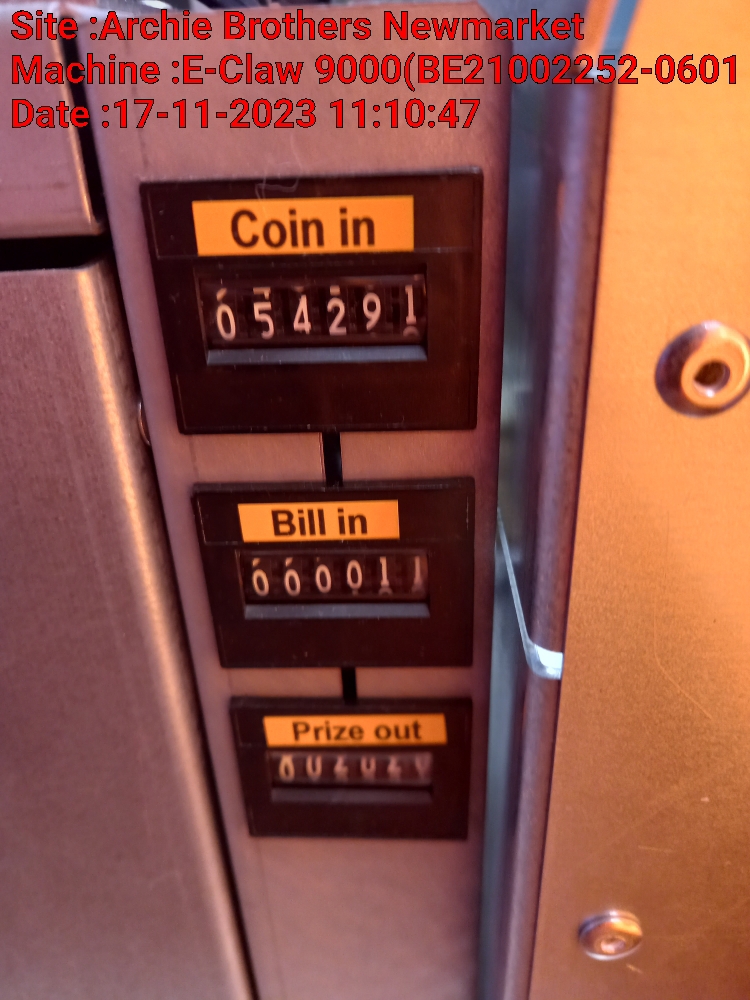 Site :Archie Brothers Newmarket
Machine :E-Claw 9000(BE21002252-0601
Date :17-11-2023 11:10:47
Coin in
054291
Bill in
000011
Prize out